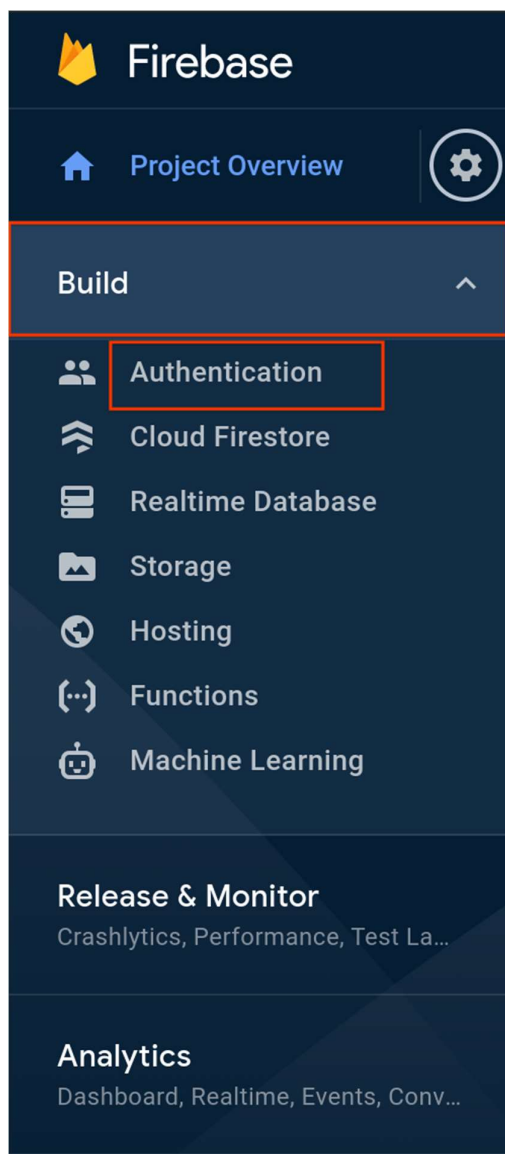 Firebase
Project Overview
Build
Authentication
Cloud Firestore
Realtime Database
Storage
Hosting
Functions
Machine Learning
Release & Monitor
Crashlytics, Performance, Test La...
Analytics
Dashboard, Realtime, Events, Conv...